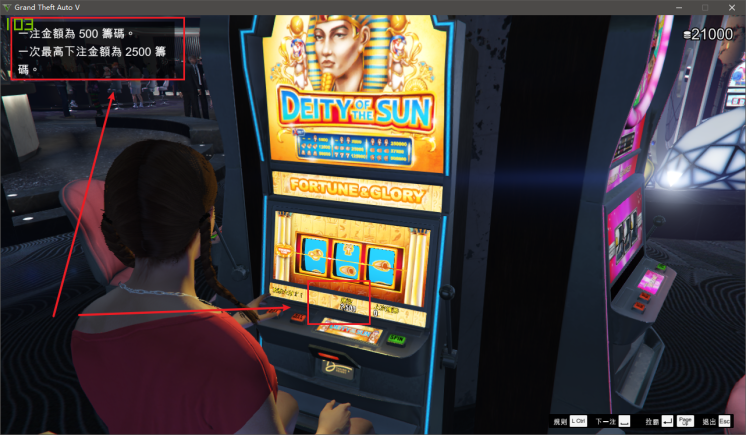 Grand Theft Auto V
103
一注金額為 500 籌碼。
一次最高下注金額為 2500 籌
碼。
21000
DEITY OF THE SUN
FORTUNE & GLORY
規則 L Ctrl 下一注 拉霸 Page 退出 Esc